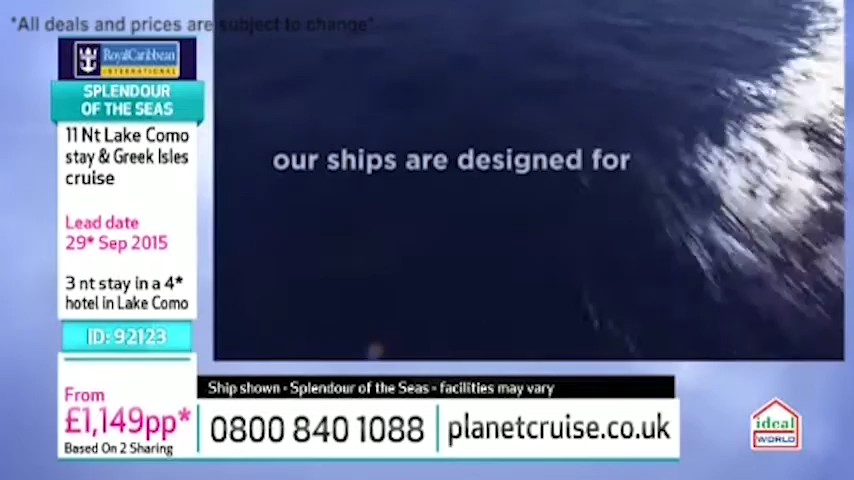 *All deals and prices are subject to change*
RoyalCaribbean
INTERNATIONAL
SPLENDOUR
OF THE SEAS
11 Nt Lake Como
stay & Greek Isles
cruise
Lead date
29* Sep 2015
3 nt stay in a 4*
hotel in Lake Como
ID: 92123
From
£1,149pp*
Based On 2 Sharing
our ships are designed for
Ship shown - Splendour of the Seas - facilities may vary
0800 840 1088
planetcruise.co.uk
ideal
WORLD